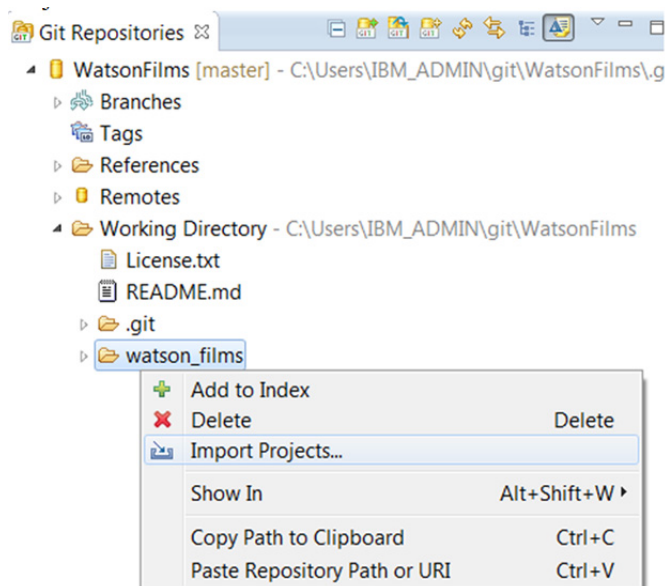 Git Repositories
WatsonFilms [master] - C:\Users\IBM_ADMIN\git\WatsonFilms\.g
Branches
Tags
References
Remotes
Working Directory - C:\Users\IBM_ADMIN\git\WatsonFilms
License.txt
README.md
.git
watson_films
Add to Index
Delete Delete
Import Projects...
Show In Alt+Shift+W
Copy Path to Clipboard Ctrl+C
Paste Repository Path or URI Ctrl+V